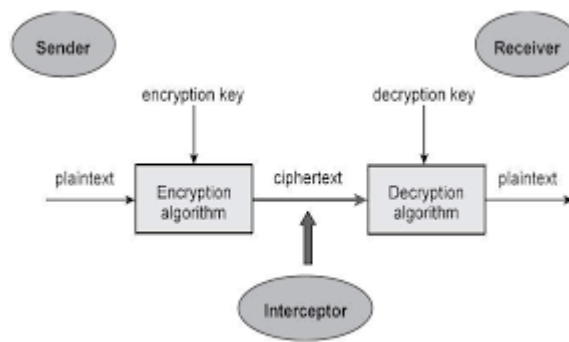 Sender
Receiver
encryption key
decryption key
plaintext
Encryption
algorithm
ciphertext
Decryption
algorithm
plaintext
Interceptor